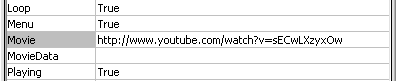 Loop True
Menu True
Movie http://www.youtube.com/watch?v=sECwLXzyxOw
MovieData
Playing True